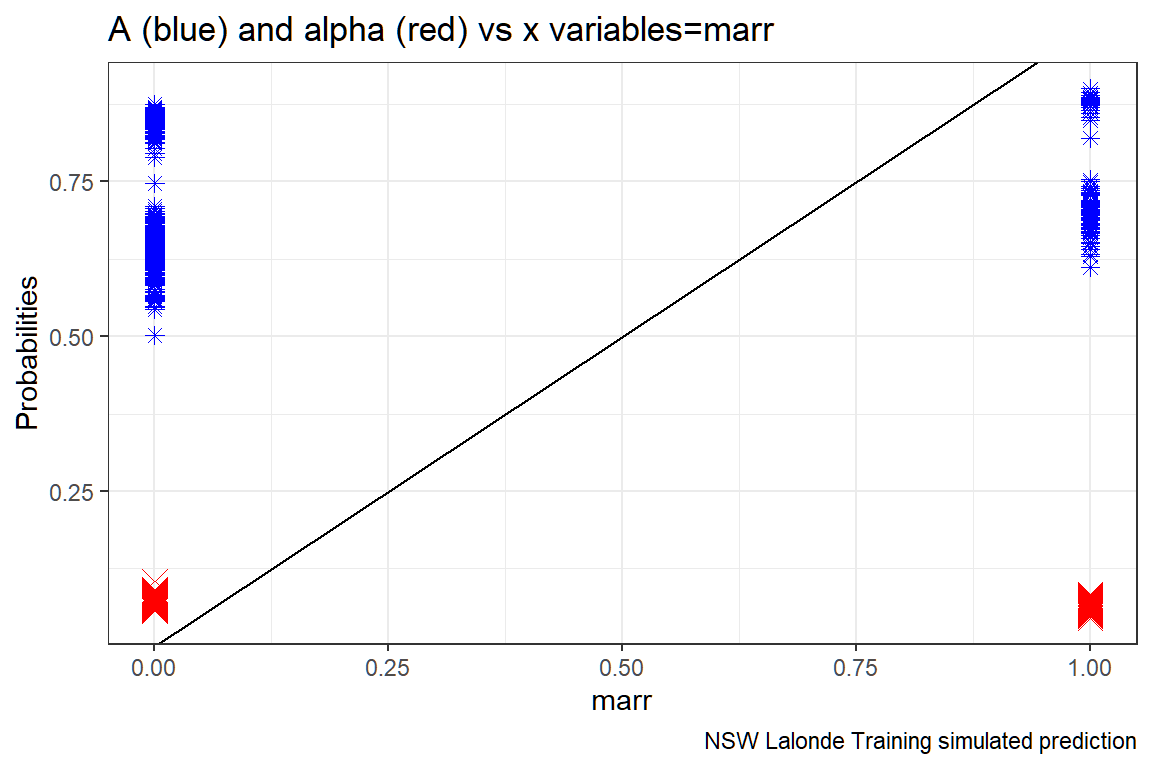 A (blue) and alpha (red) vs x variables=marr
Probabilities
0.75
0.50
0.25
0.00
0.25
0.50
0.75
1.00
marr
NSW Lalonde Training simulated prediction